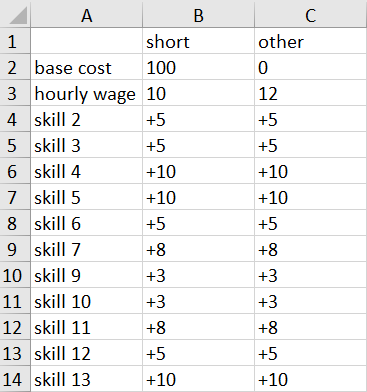 A B C
1 short other
2 base cost 100 0
3 hourly wage 10 12
4 skill 2 +5 +5
5 skill 3 +5 +5
6 skill 4 +10 +10
7 skill 5 +10 +10
8 skill 6 +5 +5
9 skill 7 +8 +8
10 skill 9 +3 +3
11 skill 10 +3 +3
12 skill 11 +8 +8
13 skill 12 +5 +5
14 skill 13 +10 +10